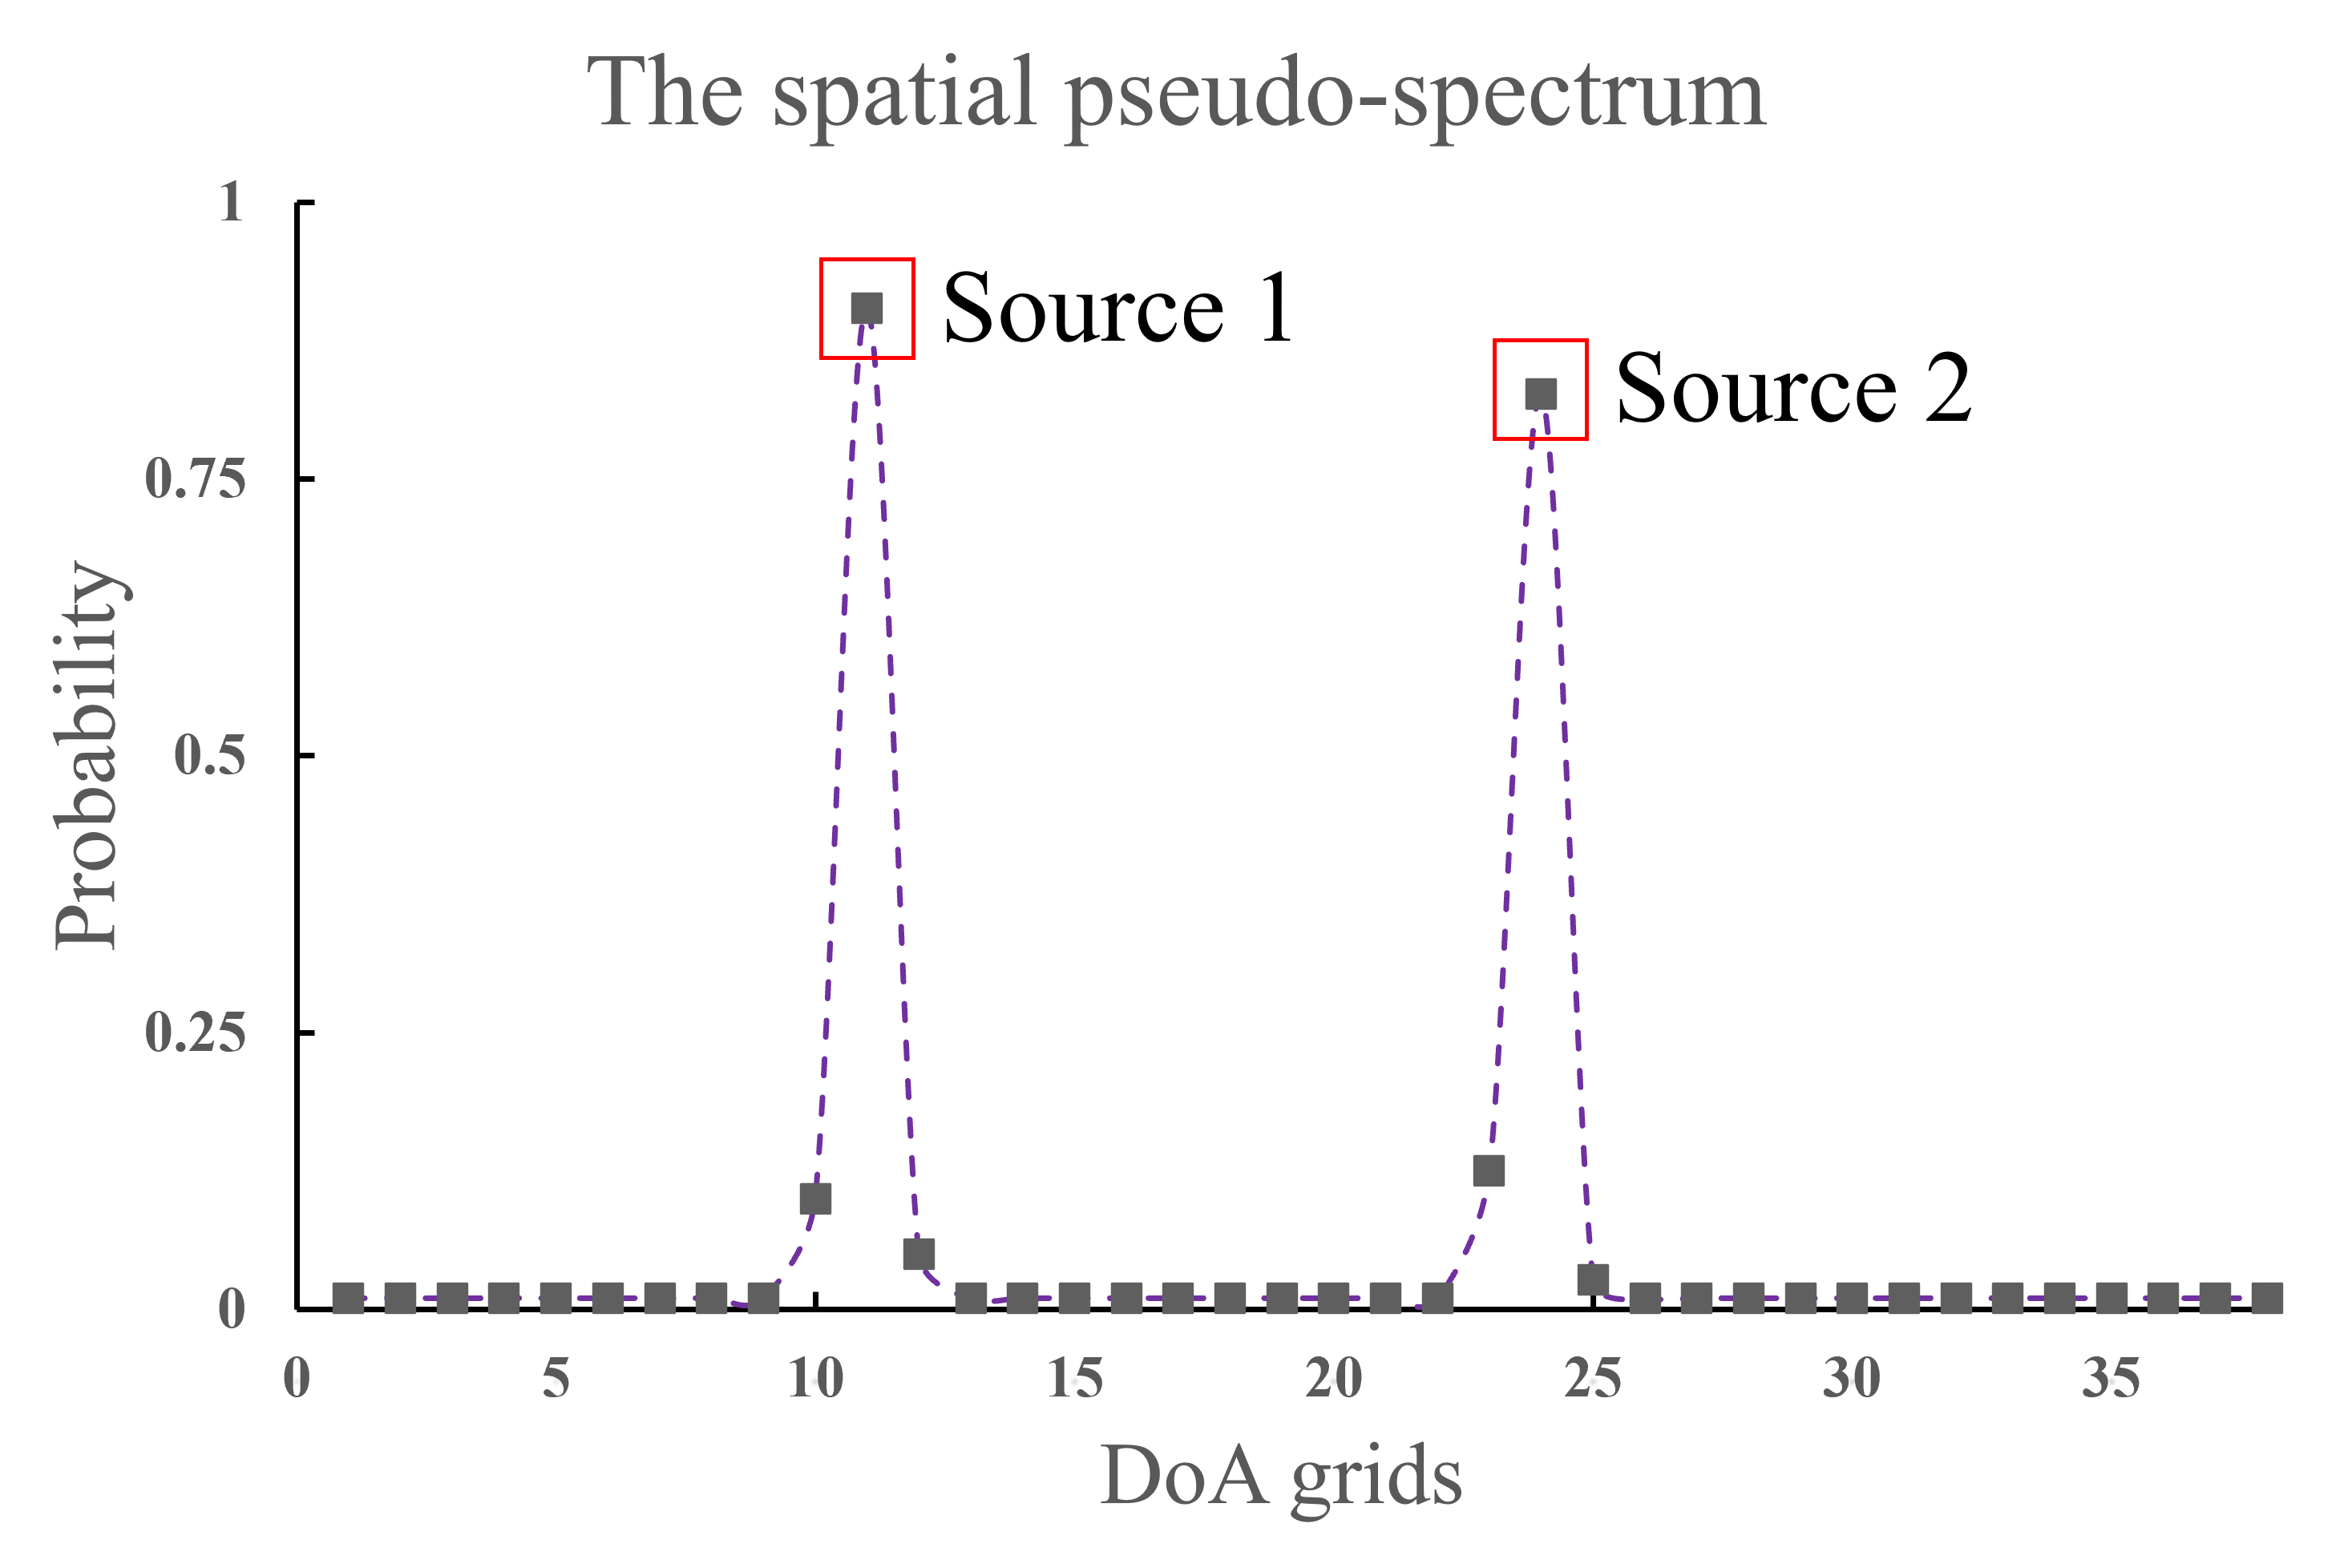 The spatial pseudo-spectrum
1
Source 1
Source 2
0.75
Probability
0.5
0.25
0
0 5 10 15 20 25 30 35
DoA grids